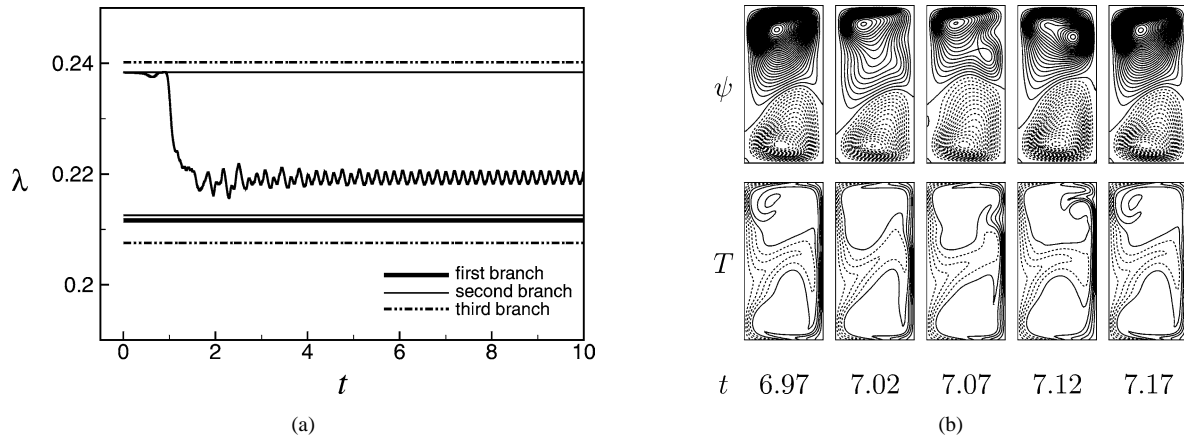 0.24
0.22
0.2
λ
first branch
second branch
third branch
0 2 4 6 8 10
t
(a)
ψ
T
t 6.97 7.02 7.07 7.12 7.17
(b)